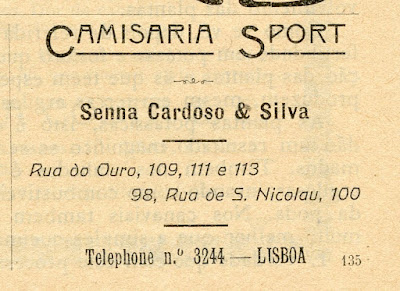 CAMISARIA SPORT
Senna Cardoso & Silva
Rua do Ouro, 109, 111 e 113
98, Rua de S. Nicolau, 100
Telephone n.º 3244 — LISBOA 135